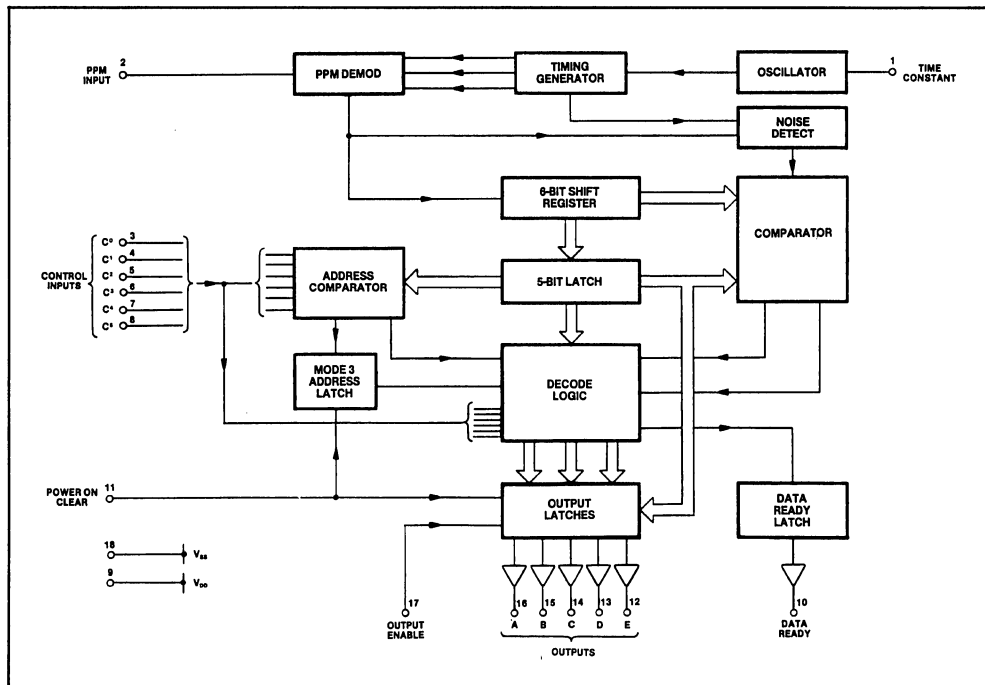 2
PPM
INPUT
PPM DEMOD
TIMING
GENERATOR
OSCILLATOR
1
TIME
CONSTANT
NOISE
DETECT
6-BIT SHIFT
REGISTER
COMPARATOR
CONTROL
INPUTS
C⁰ 3
C¹ 4
C² 5
C³ 6
C⁴ 7
C⁵ 8
ADDRESS
COMPARATOR
5-BIT LATCH
MODE 3
ADDRESS
LATCH
DECODE
LOGIC
POWER ON
CLEAR
11
OUTPUT
LATCHES
DATA
READY
LATCH
18
VSS
9
VDD
17
OUTPUT
ENABLE
16 15 14 13 12
A B C D E
OUTPUTS
10
DATA
READY